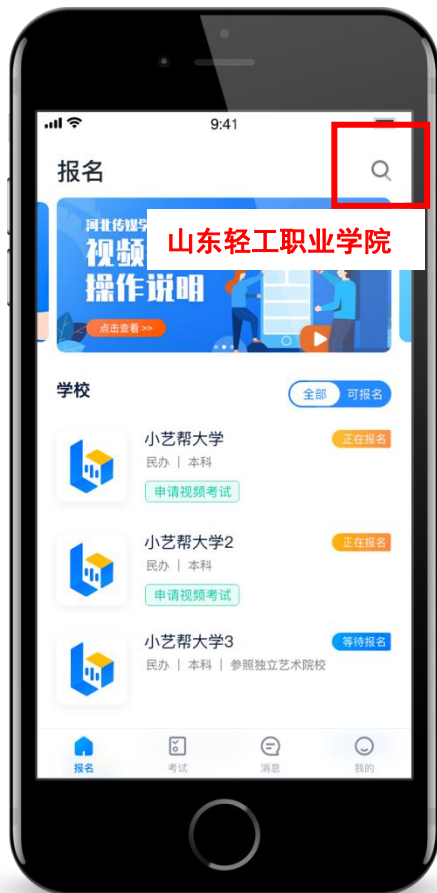 9:41
报名
河北传媒学
山东轻工职业学院
视频
操作说明
点击查看 >>
学校
全部
可报名
小艺帮大学
正在报名
民办 | 本科
申请视频考试
小艺帮大学2
正在报名
民办 | 本科
申请视频考试
小艺帮大学3
等待报名
民办 | 本科 | 参照独立艺术院校
报名
考试
消息
我的